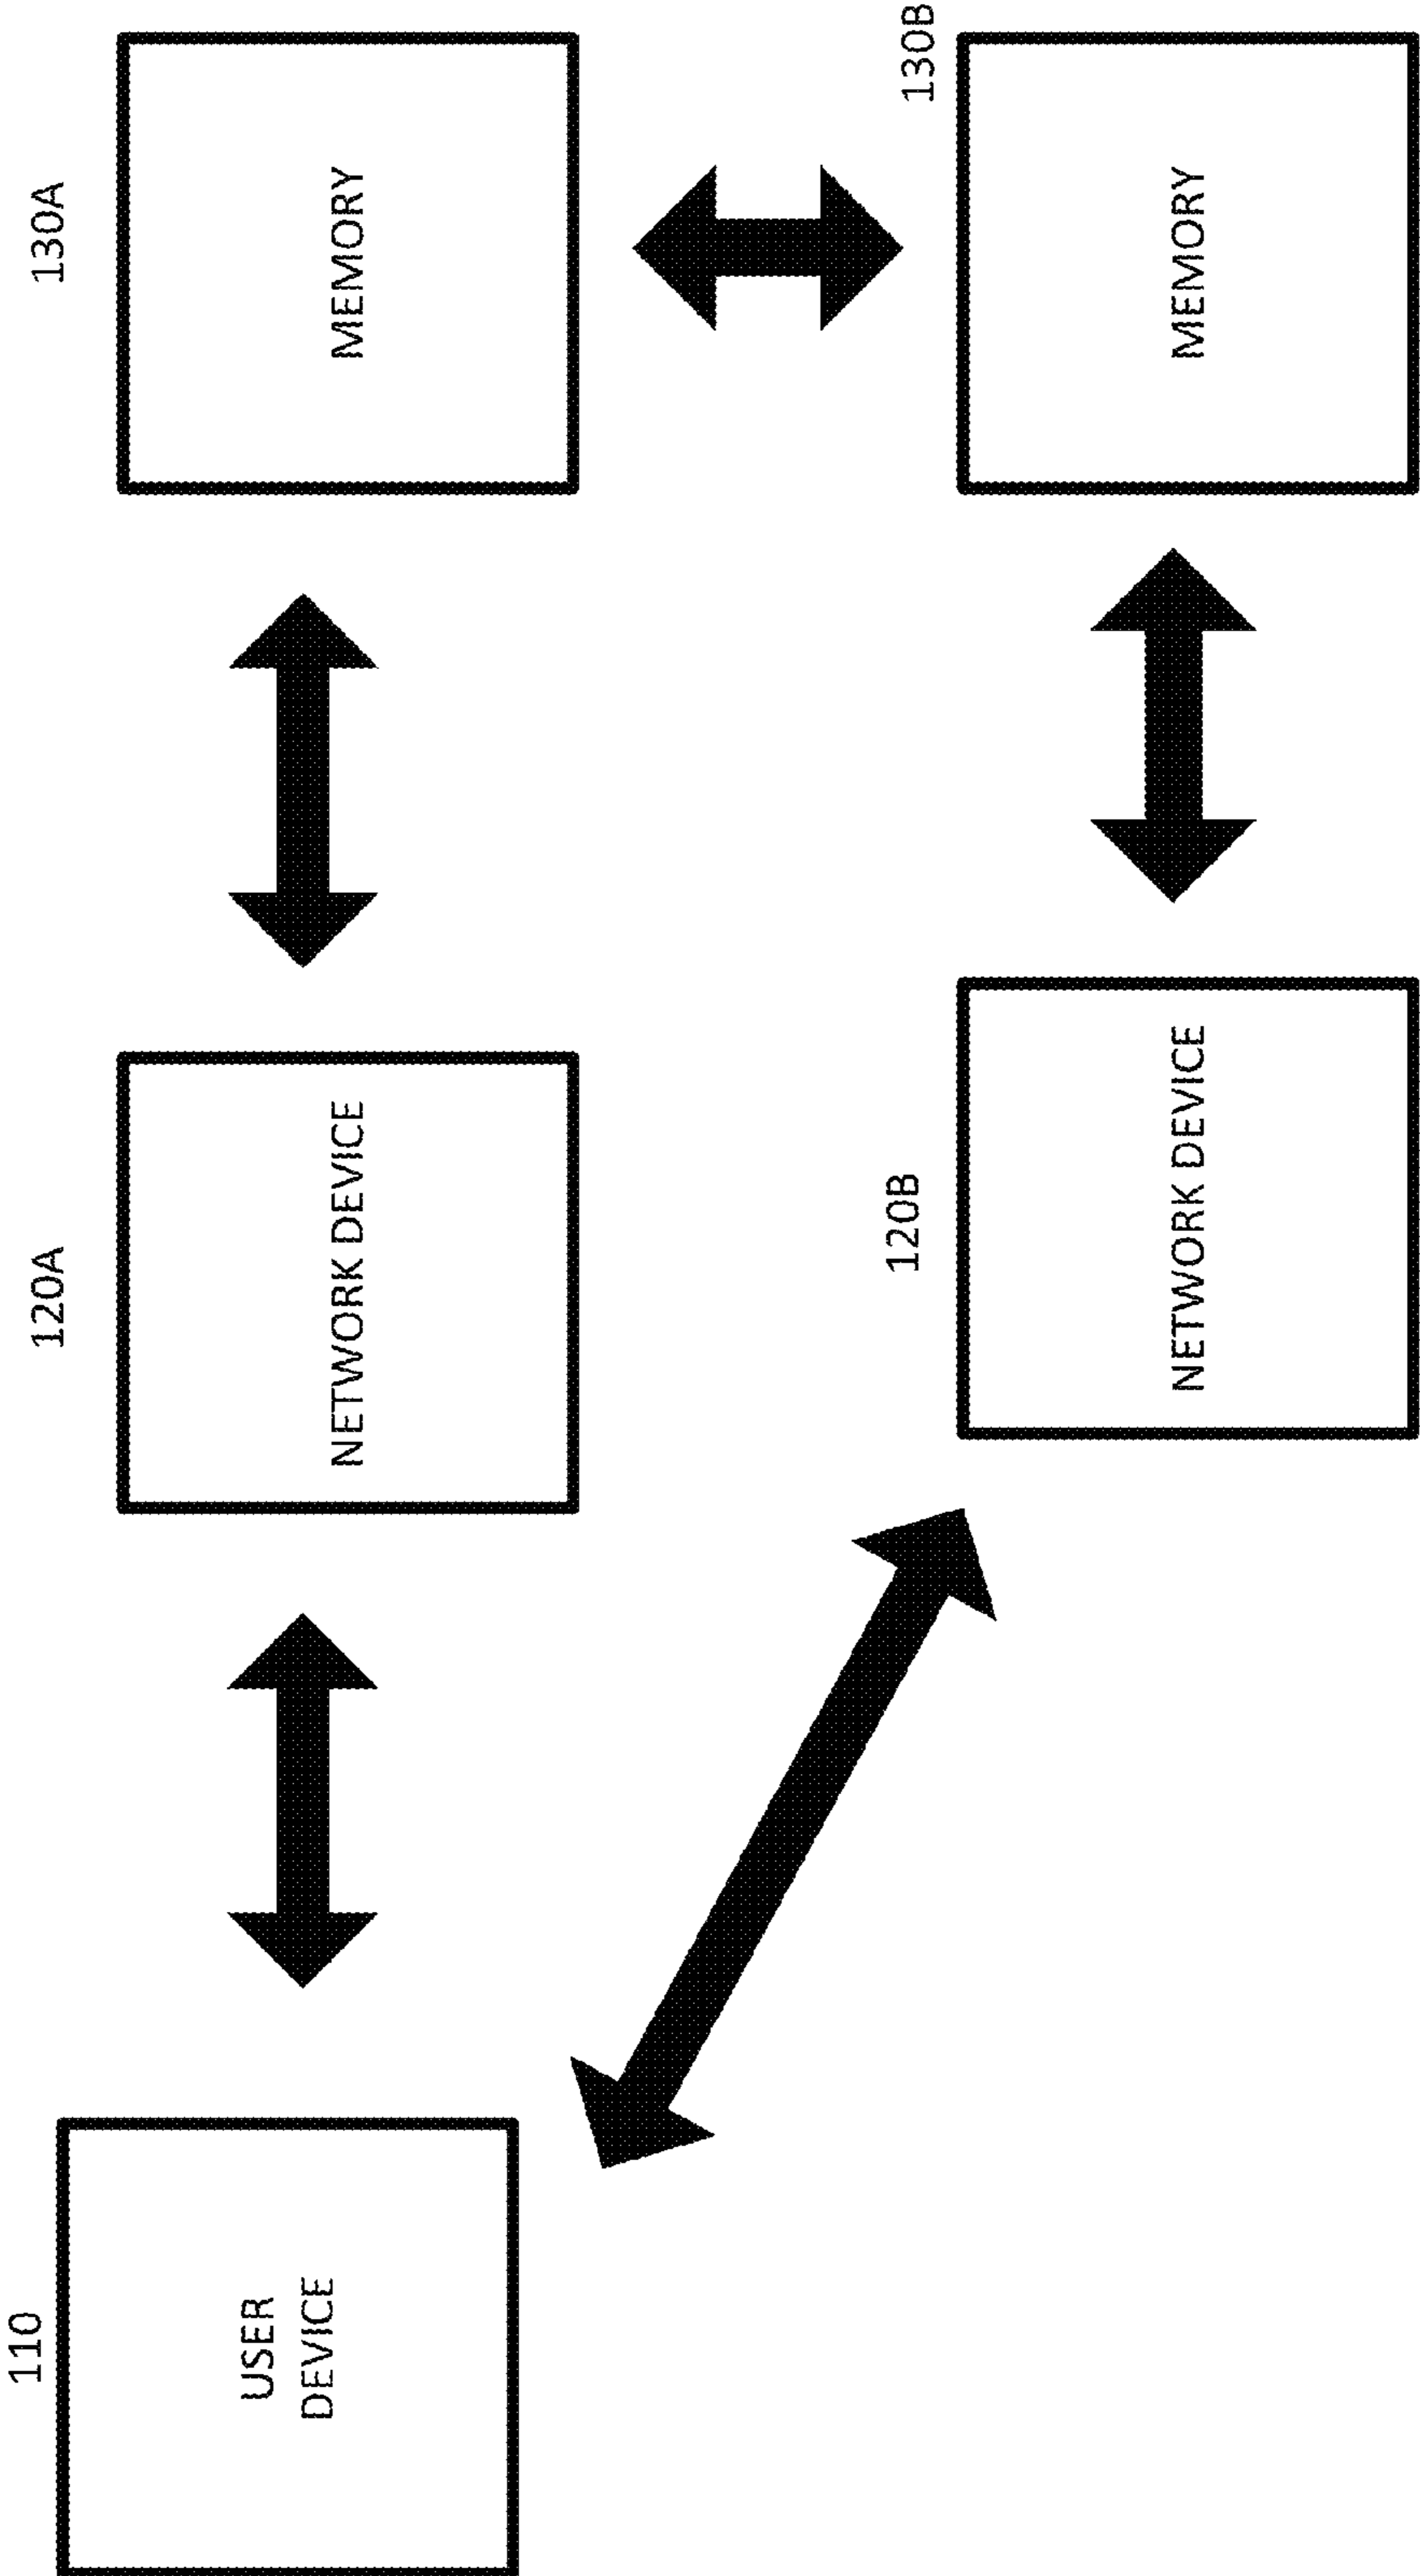 110
USER
DEVICE
120A
NETWORK DEVICE
130A
MEMORY
120B
NETWORK DEVICE
130B
MEMORY